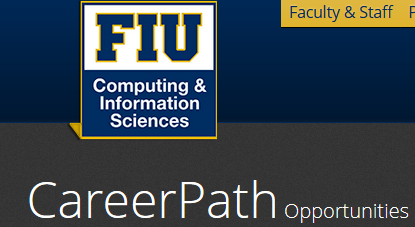 Faculty & Staff
FIU
Computing &
Information
Sciences
CareerPath Opportunities